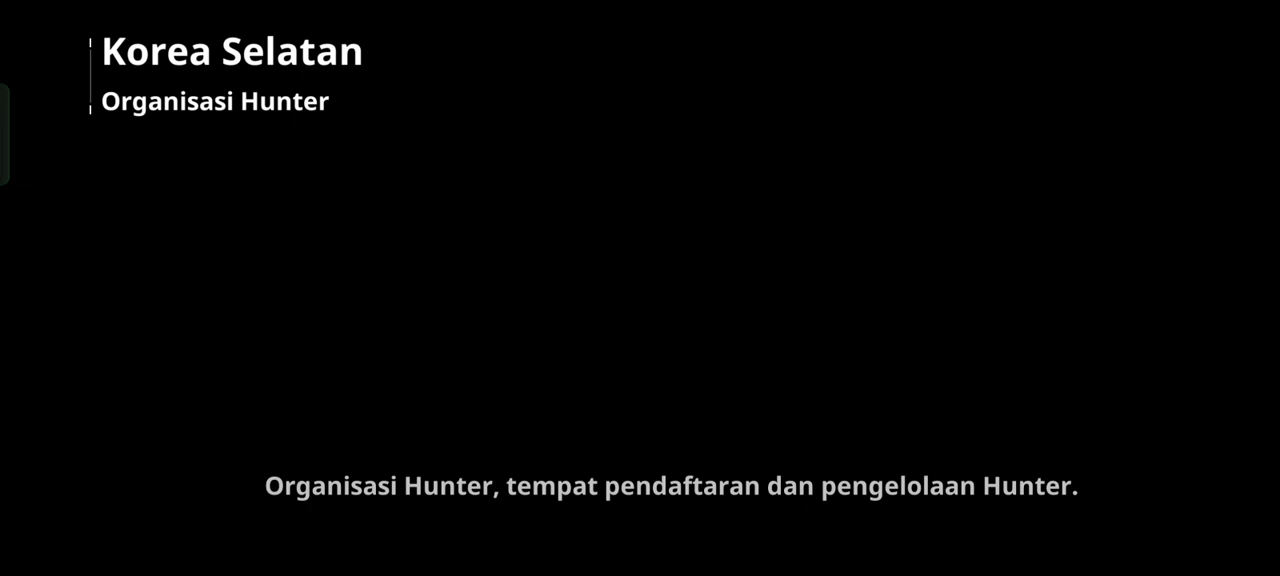 Korea Selatan
Organisasi Hunter
Organisasi Hunter, tempat pendaftaran dan pengelolaan Hunter.